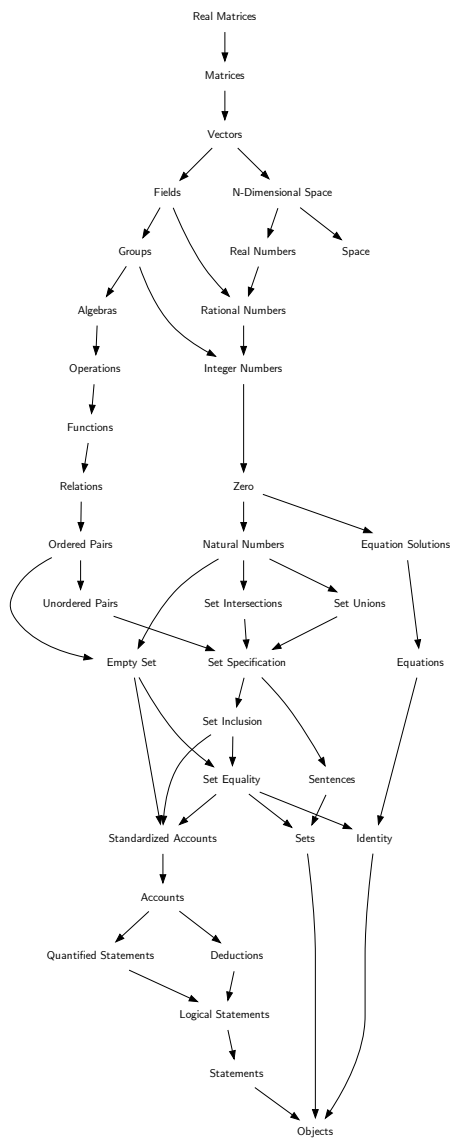 Real Matrices
Matrices
Vectors
Fields
N-Dimensional Space
Groups
Real Numbers
Space
Algebras
Rational Numbers
Operations
Integer Numbers
Functions
Relations
Zero
Ordered Pairs
Natural Numbers
Equation Solutions
Unordered Pairs
Set Intersections
Set Unions
Empty Set
Set Specification
Equations
Set Inclusion
Set Equality
Sentences
Standardized Accounts
Sets
Identity
Accounts
Quantified Statements
Deductions
Logical Statements
Statements
Objects